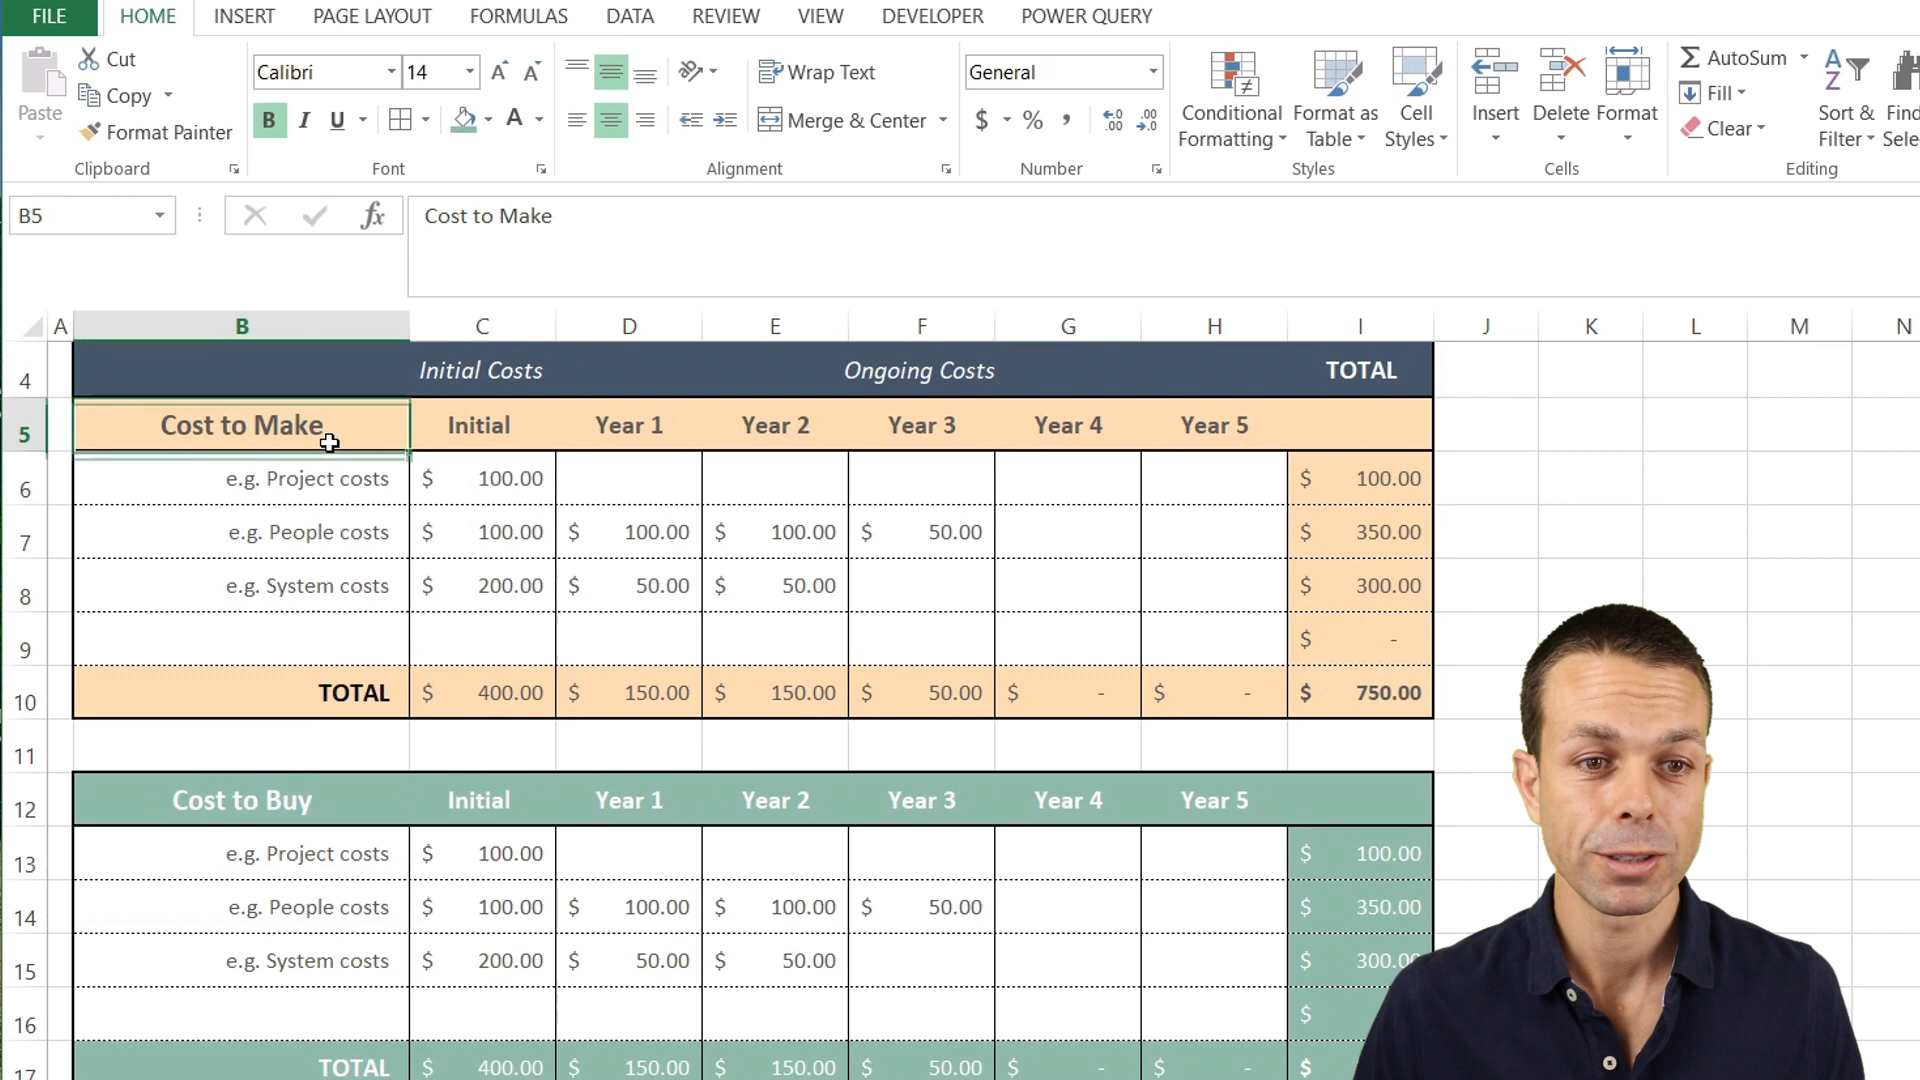 FILE HOME INSERT PAGE LAYOUT FORMULAS DATA REVIEW VIEW DEVELOPER POWER QUERY
Paste
Cut
Copy
Format Painter
Clipboard
Calibri 14
B I U
Font
Wrap Text
Merge & Center
Alignment
General
$ % ,
Number
Conditional Formatting
Format as Table
Cell Styles
Styles
Insert Delete Format
Cells
AutoSum
Fill
Clear
Sort & Filter
Find
Editing
B5 fx Cost to Make
A B C D E F G H I J K L M N
4 Initial Costs Ongoing Costs TOTAL
5 Cost to Make Initial Year 1 Year 2 Year 3 Year 4 Year 5
6 e.g. Project costs $ 100.00 $ 100.00
7 e.g. People costs $ 100.00 $ 100.00 $ 100.00 $ 50.00 $ 350.00
8 e.g. System costs $ 200.00 $ 50.00 $ 50.00 $ 300.00
9 $ -
10 TOTAL $ 400.00 $ 150.00 $ 150.00 $ 50.00 $ - $ - $ 750.00
11
12 Cost to Buy Initial Year 1 Year 2 Year 3 Year 4 Year 5
13 e.g. Project costs $ 100.00 $ 100.00
14 e.g. People costs $ 100.00 $ 100.00 $ 100.00 $ 50.00 $ 350.00
15 e.g. System costs $ 200.00 $ 50.00 $ 50.00 $ 300.00
16 $
17 TOTAL $ 400.00 $ 150.00 $ 150.00 $ 50.00 $ - $ - $